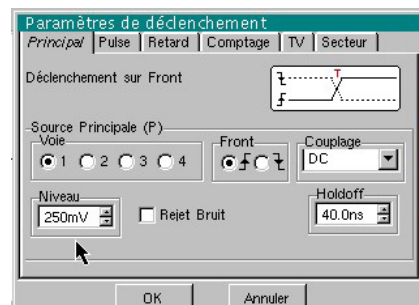 Paramètres de déclenchement
Principal Pulse Retard Comptage TV Secteur
Déclenchement sur Front
T
Source Principale (P)
Voie Front Couplage
1 2 3 4 DC
Niveau Holdoff
250mV Rejet Bruit 40.0ns
OK Annuler